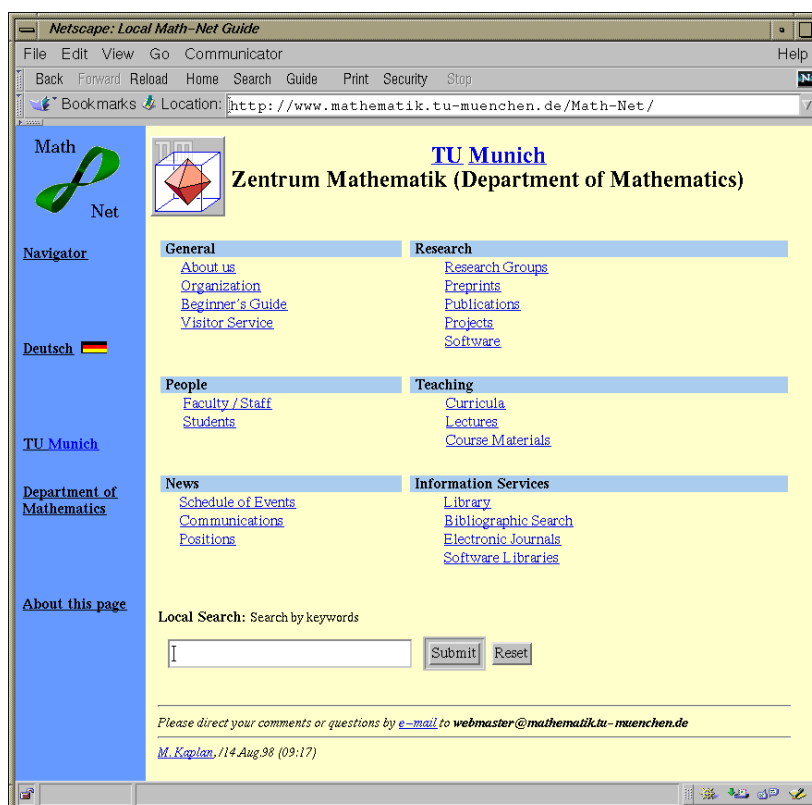 Netscape: Local Math-Net Guide
File Edit View Go Communicator Help
Back Forward Reload Home Search Guide Print Security Stop
N
Bookmarks Location: http://www.mathematik.tu-muenchen.de/Math-Net/
Math
Net
Navigator
Deutsch
TU Munich
Department of
Mathematics
About this page
TM
TU Munich
Zentrum Mathematik (Department of Mathematics)
General
About us
Organization
Beginner's Guide
Visitor Service
Research
Research Groups
Preprints
Publications
Projects
Software
People
Faculty / Staff
Students
Teaching
Curricula
Lectures
Course Materials
News
Schedule of Events
Communications
Positions
Information Services
Library
Bibliographic Search
Electronic Journals
Software Libraries
Local Search: Search by keywords
Submit Reset
Please direct your comments or questions by e-mail to webmaster@mathematik.tu-muenchen.de
M. Kaplan, /14.Aug.98 (09:17)